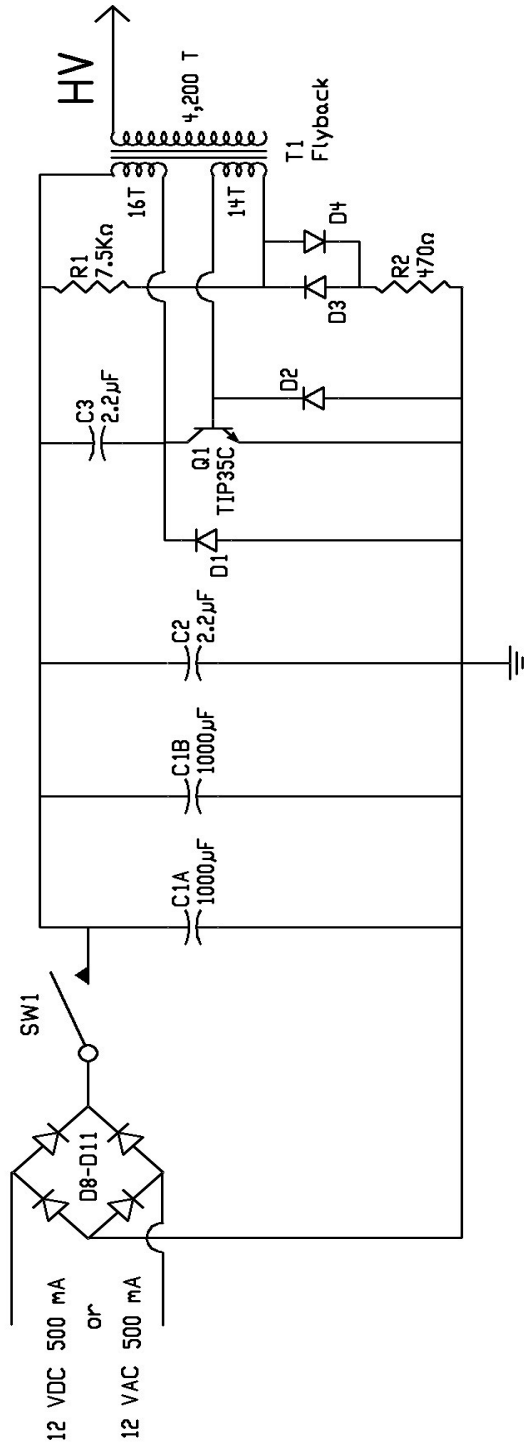 12 VDC 500 mA
or
12 VAC 500 mA
D8-D11
SW1
C1A
1000µF
C1B
1000µF
C2
2.2µF
D1
C3
2.2µF
Q1
TIP35C
D2
R1
7.5KΩ
D3
D4
R2
470Ω
16T
14T
4,200 T
T1
Flyback
HV